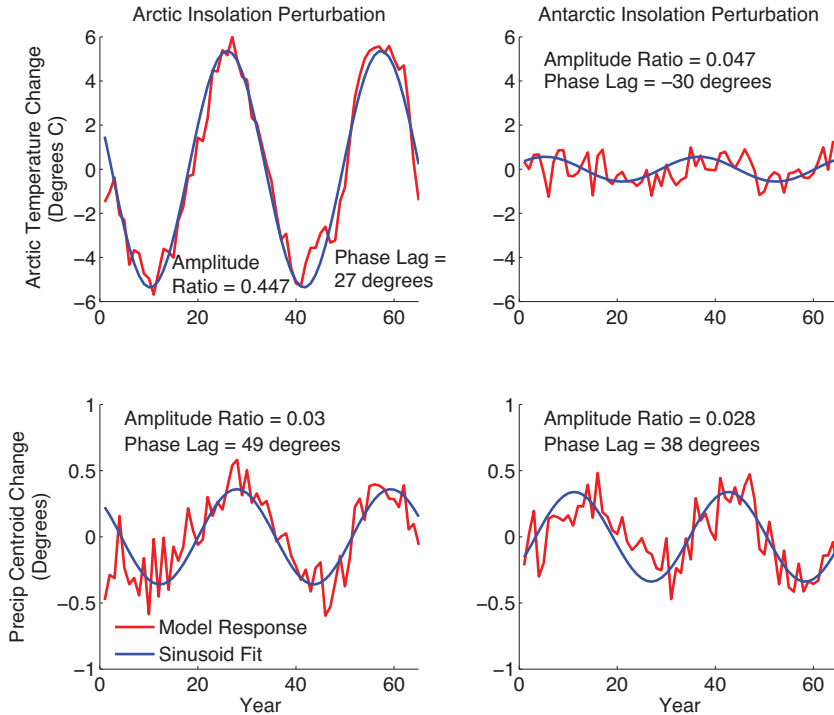 Arctic Insolation Perturbation
Antarctic Insolation Perturbation
Arctic Temperature Change
(Degrees C)
6
4
2
0
−2
−4
−6
0
20
40
60
Amplitude
Ratio = 0.447
Phase Lag =
27 degrees
6
4
2
0
−2
−4
−6
0
20
40
60
Amplitude Ratio = 0.047
Phase Lag = −30 degrees
Precip Centroid Change
(Degrees)
1
0.5
0
−0.5
−1
0
20
40
60
Year
Amplitude Ratio = 0.03
Phase Lag = 49 degrees
Model Response
Sinusoid Fit
1
0.5
0
−0.5
−1
0
20
40
60
Year
Amplitude Ratio = 0.028
Phase Lag = 38 degrees